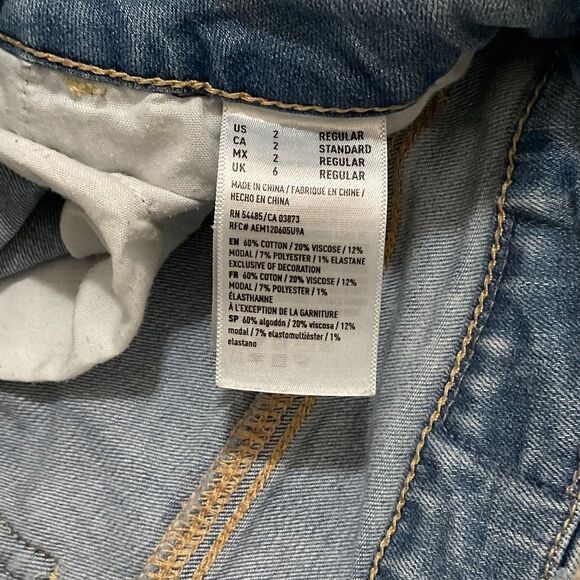 US 2 REGULAR
CA 2 STANDARD
MX 2 REGULAR
UK 6 REGULAR
MADE IN CHINA / FABRIQUÉ EN CHINE /
HECHO EN CHINA
RN 54485/CA 03873
RFC# AEM120605U9A
EN 60% COTTON / 20% VISCOSE / 12%
MODAL / 7% POLYESTER / 1% ELASTANE
EXCLUSIVE OF DECORATION
FR 60% COTON / 20% VISCOSE / 12%
MODAL / 7% POLYESTER / 1%
ÉLASTHANNE
À L'EXCEPTION DE LA GARNITURE
SP 60% algodón / 20% viscosa / 12%
modal / 7% elastomultiéster / 1%
elastano